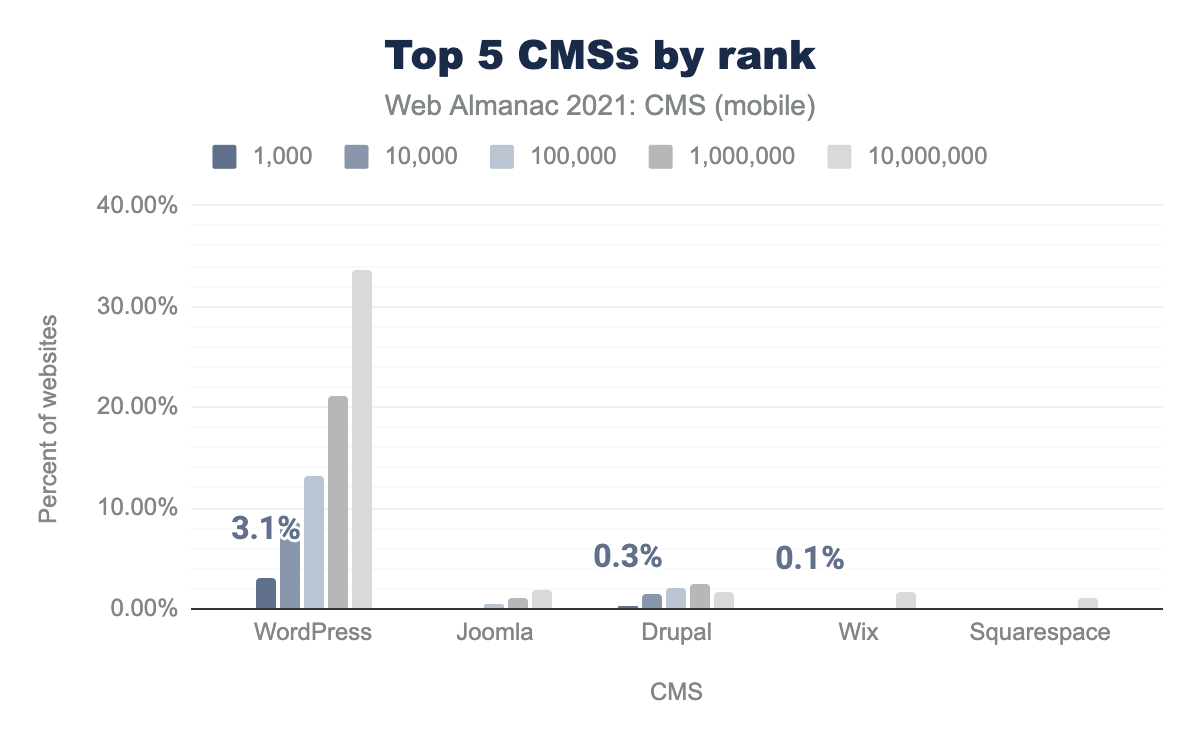 Top 5 CMSs by rank
Web Almanac 2021: CMS (mobile)
1,000 10,000 100,000 1,000,000 10,000,000
40.00%
30.00%
20.00%
10.00%
0.00%
Percent of websites
3.1%
0.3%
0.1%
WordPress Joomla Drupal Wix Squarespace
CMS